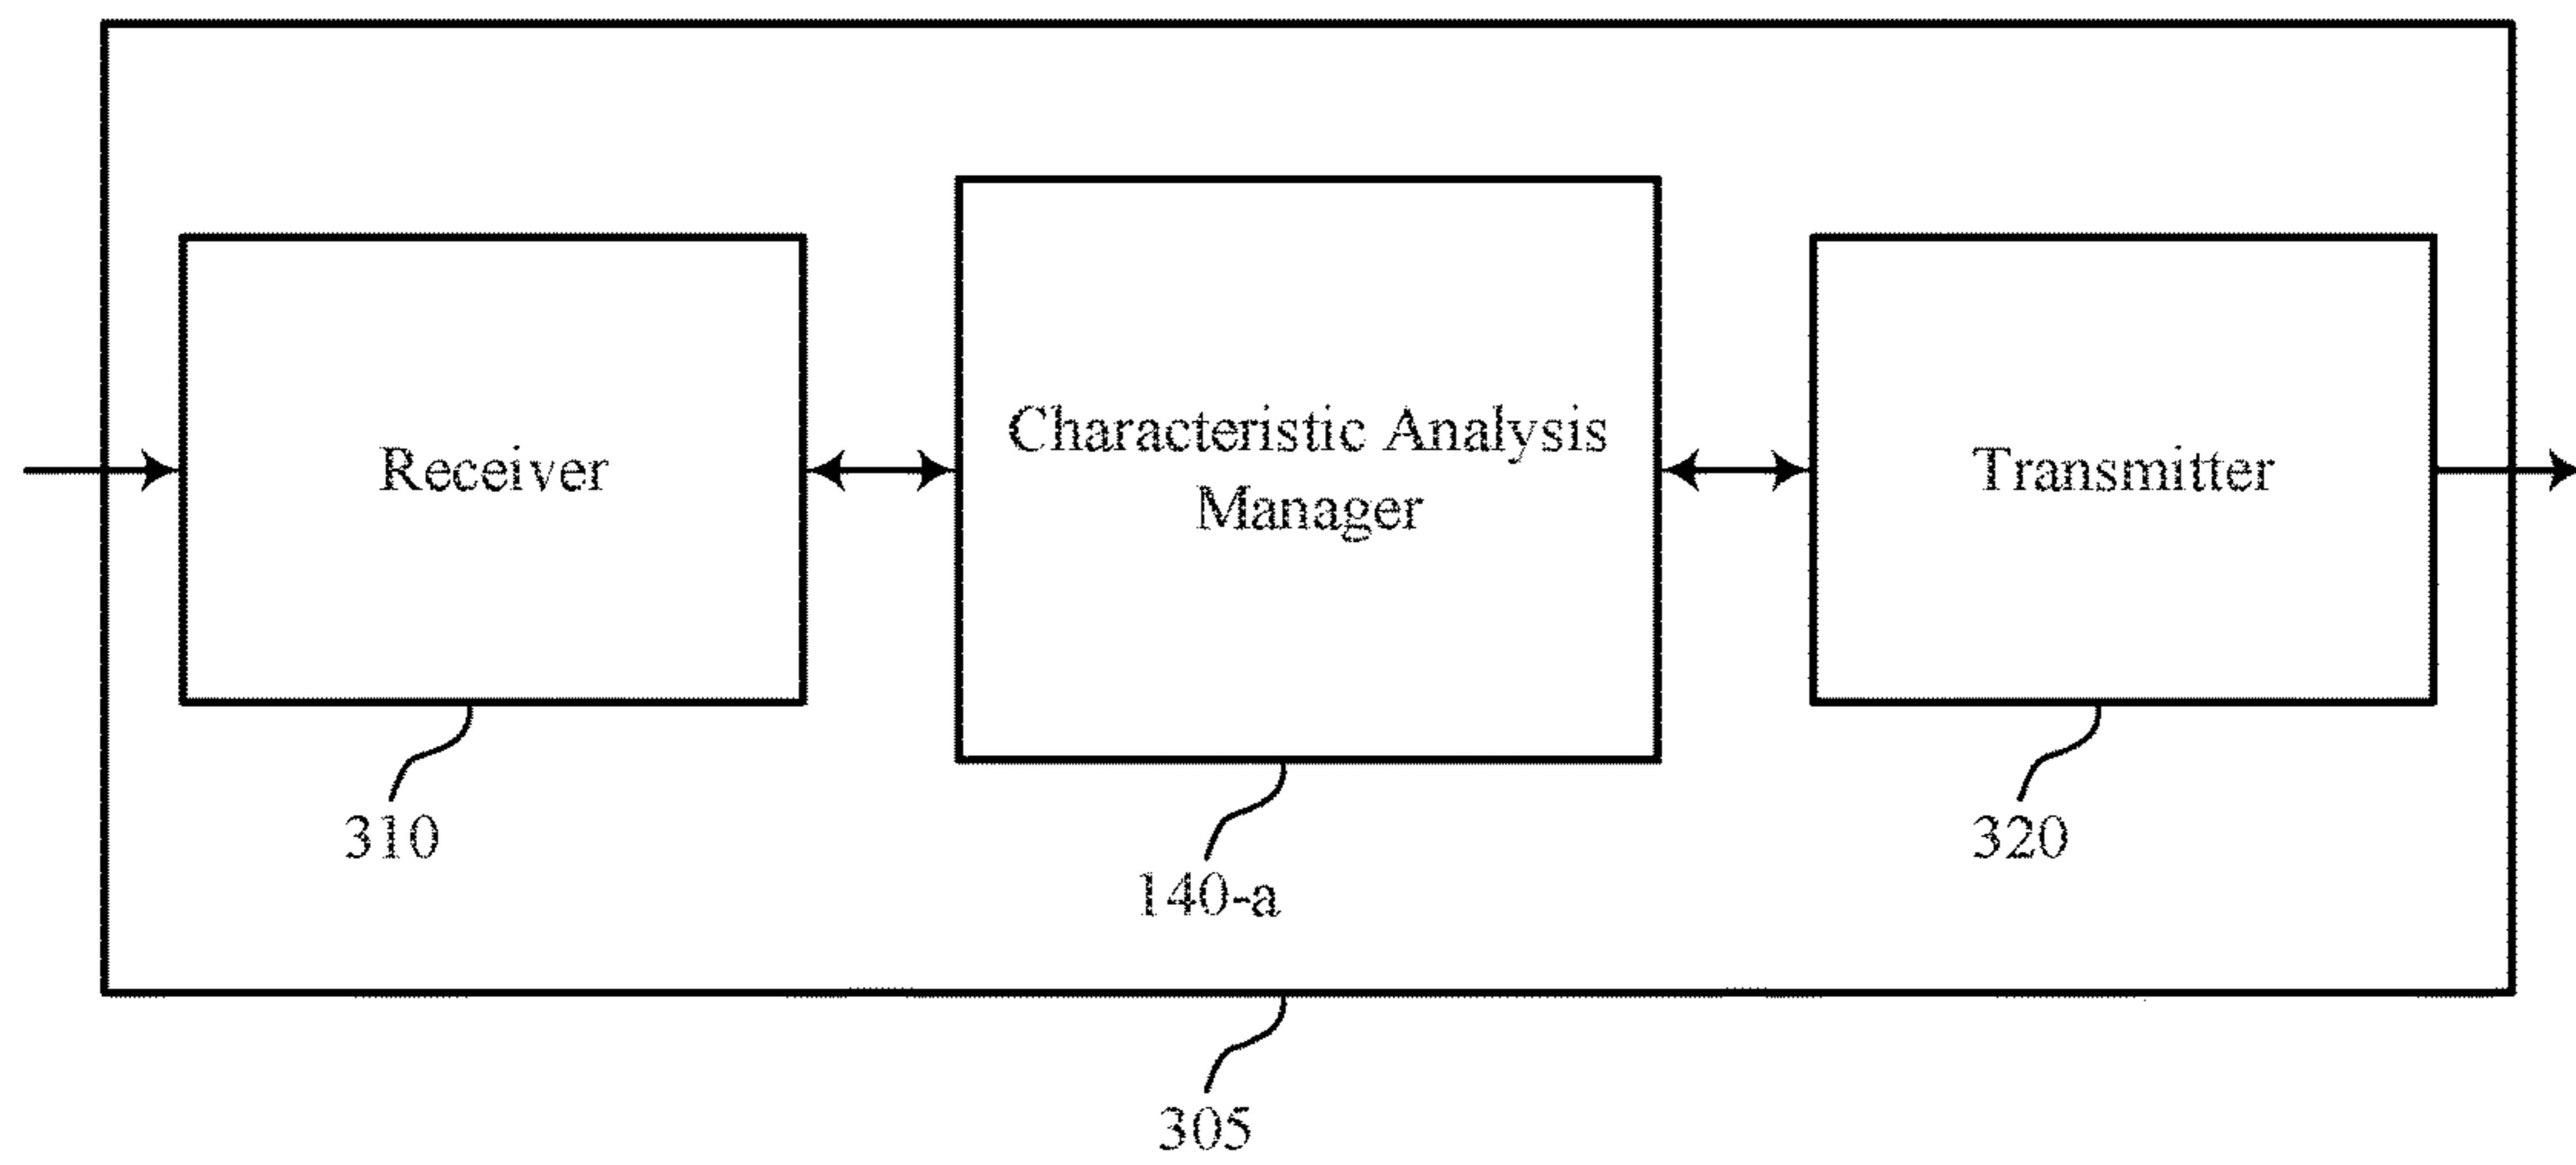 Receiver
Characteristic Analysis
Manager
Transmitter
310
140-a
320
305